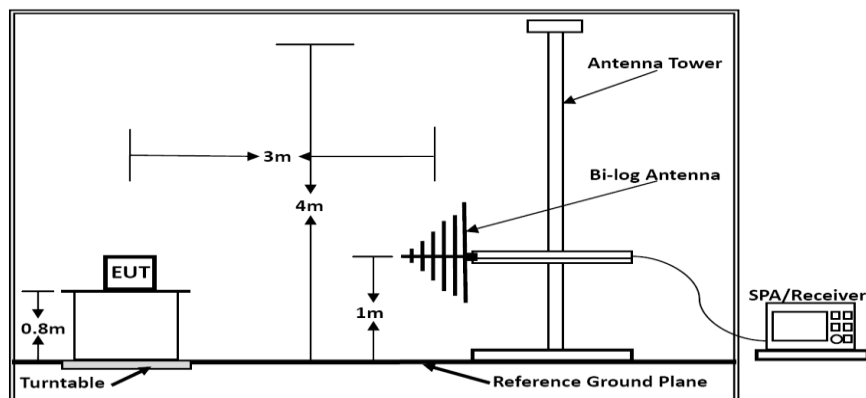 Antenna Tower
3m
Bi-log Antenna
4m
EUT
SPA/Receiver
0.8m
1m
Turntable
Reference Ground Plane